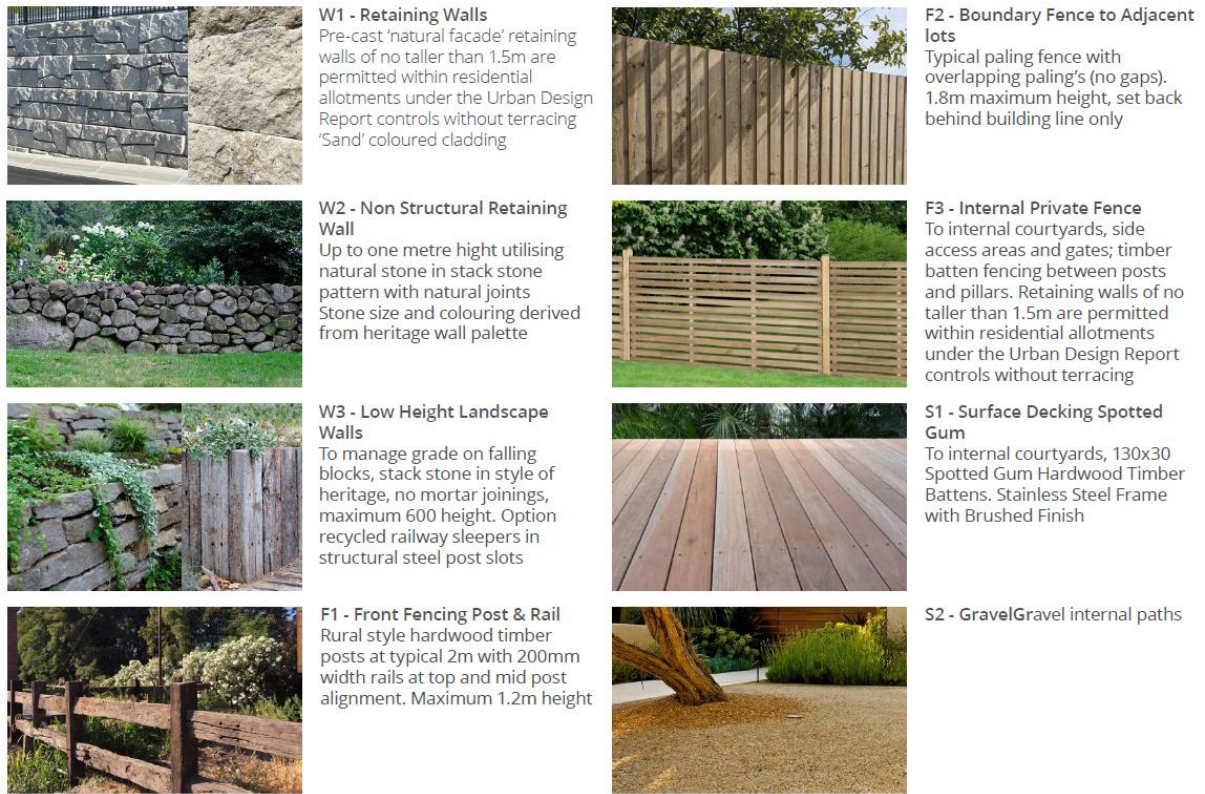 W1 - Retaining Walls
Pre-cast ‘natural facade’ retaining
walls of no taller than 1.5m are
permitted within residential
allotments under the Urban Design
Report controls without terracing
‘Sand’ coloured cladding
W2 - Non Structural Retaining
Wall
Up to one metre hight utilising
natural stone in stack stone
pattern with natural joints
Stone size and colouring derived
from heritage wall palette
W3 - Low Height Landscape
Walls
To manage grade on falling
blocks, stack stone in style of
heritage, no mortar joinings,
maximum 600 height. Option
recycled railway sleepers in
structural steel post slots
F1 - Front Fencing Post & Rail
Rural style hardwood timber
posts at typical 2m with 200mm
width rails at top and mid post
alignment. Maximum 1.2m height
F2 - Boundary Fence to Adjacent
lots
Typical paling fence with
overlapping paling’s (no gaps).
1.8m maximum height, set back
behind building line only
F3 - Internal Private Fence
To internal courtyards, side
access areas and gates; timber
batten fencing between posts
and pillars. Retaining walls of no
taller than 1.5m are permitted
within residential allotments
under the Urban Design Report
controls without terracing
S1 - Surface Decking Spotted
Gum
To internal courtyards, 130x30
Spotted Gum Hardwood Timber
Battens. Stainless Steel Frame
with Brushed Finish
S2 - GravelGravel internal paths